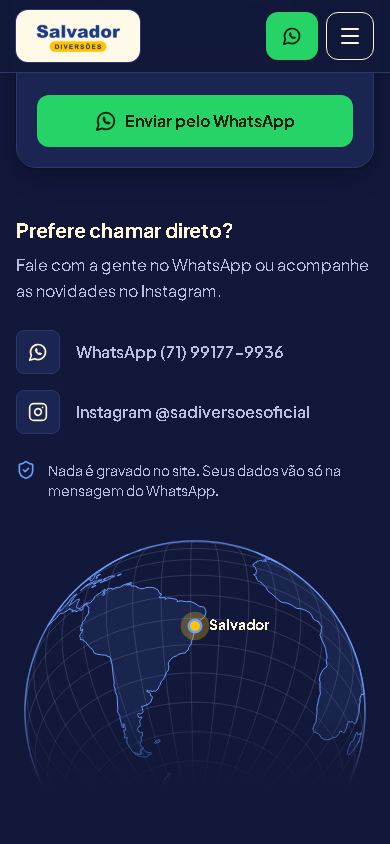 Salvador
DIVERSÕES
Enviar pelo WhatsApp
Prefere chamar direto?
Fale com a gente no WhatsApp ou acompanhe
as novidades no Instagram.
WhatsApp (71) 99177-9936
Instagram @sadiversoesoficial
Nada é gravado no site. Seus dados vão só na
mensagem do WhatsApp.
Salvador